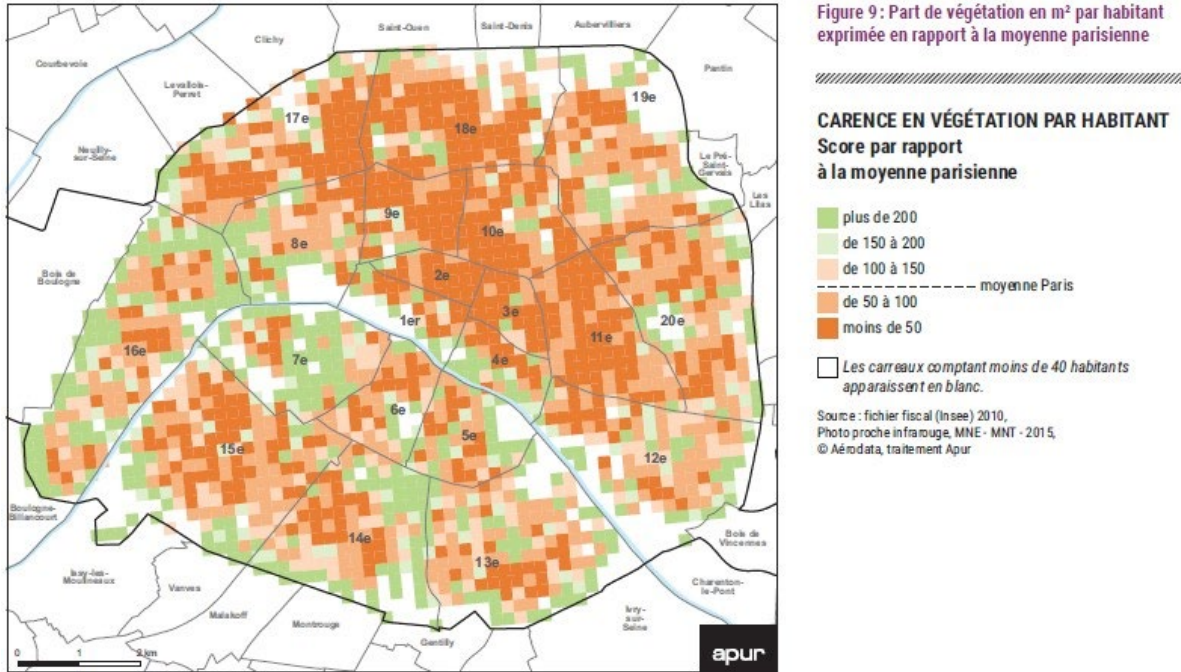 Figure 9 : Part de végétation en m² par habitant
exprimée en rapport à la moyenne parisienne
CARENCE EN VÉGÉTATION PAR HABITANT
Score par rapport
à la moyenne parisienne
plus de 200
de 150 à 200
de 100 à 150
moyenne Paris
de 50 à 100
moins de 50
Les carreaux comptant moins de 40 habitants
apparaissent en blanc.
Source : fichier fiscal (Insee) 2010,
Photo proche infrarouge, MNE - MNT - 2015,
© Aérodata, traitement Apur
Saint-Ouen
Saint-Denis
Aubervilliers
Clichy
Courbevoie
Pantin
Levallois-
Perret
19e
17e
18e
Neuilly-
sur-Seine
Le Pré-
Saint-
Gervais
Les
Lilas
9e
10e
8e
Bois de
Boulogne
2e
3e
1er
20e
11e
16e
7e
4e
6e
5e
15e
12e
Boulogne-
Billancourt
14e
Bois de
Vincennes
13e
Issy-les-
Moulineaux
Vanves
Charenton-
le-Pont
Malakoff
Ivry-
sur-
Seine
Montrouge
Gentilly
0 1 2 km
apur